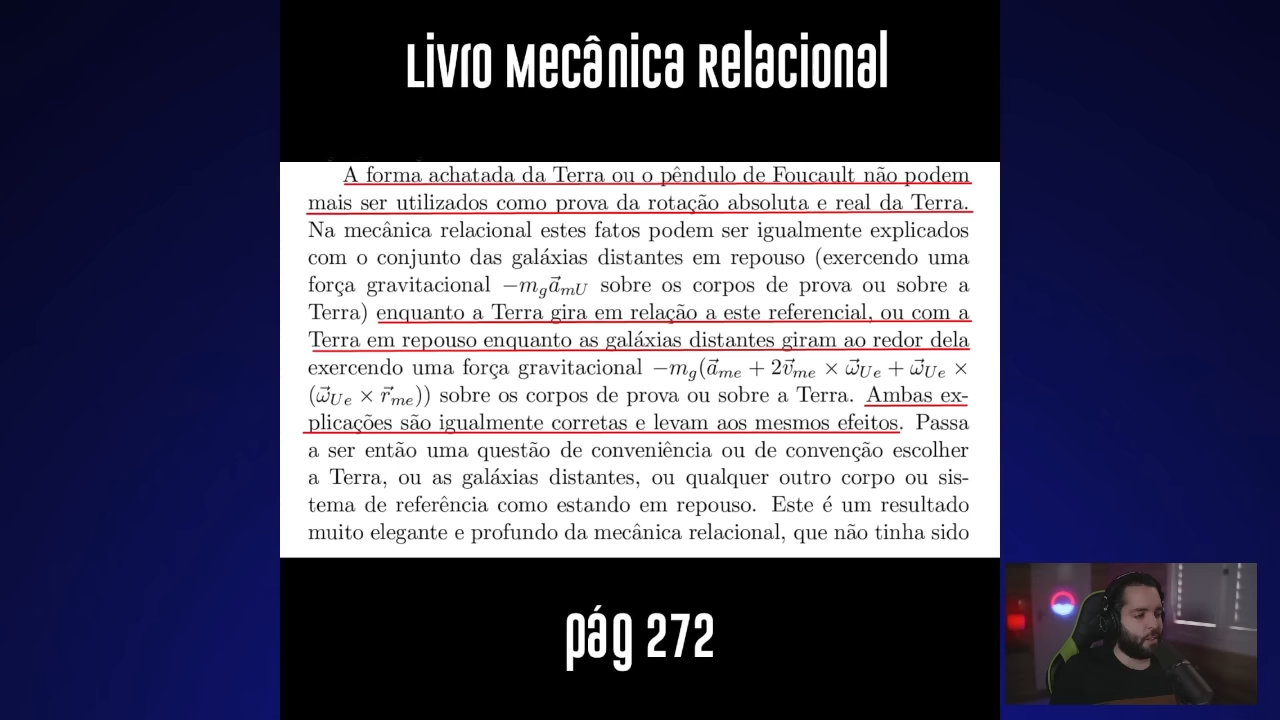 Livro Mecânica Relacional
A forma achatada da Terra ou o pêndulo de Foucault não podem
mais ser utilizados como prova da rotação absoluta e real da Terra.
Na mecânica relacional estes fatos podem ser igualmente explicados
com o conjunto das galáxias distantes em repouso (exercendo uma
força gravitacional −m_g a⃗_mU sobre os corpos de prova ou sobre a
Terra) enquanto a Terra gira em relação a este referencial, ou com a
Terra em repouso enquanto as galáxias distantes giram ao redor dela
exercendo uma força gravitacional −m_g(a⃗_me + 2v⃗_me × ω⃗_Ue + ω⃗_Ue ×
(ω⃗_Ue × r⃗_me)) sobre os corpos de prova ou sobre a Terra. Ambas ex-
plicações são igualmente corretas e levam aos mesmos efeitos. Passa
a ser então uma questão de conveniência ou de convenção escolher
a Terra, ou as galáxias distantes, ou qualquer outro corpo ou sis-
tema de referência como estando em repouso. Este é um resultado
muito elegante e profundo da mecânica relacional, que não tinha sido
pág 272